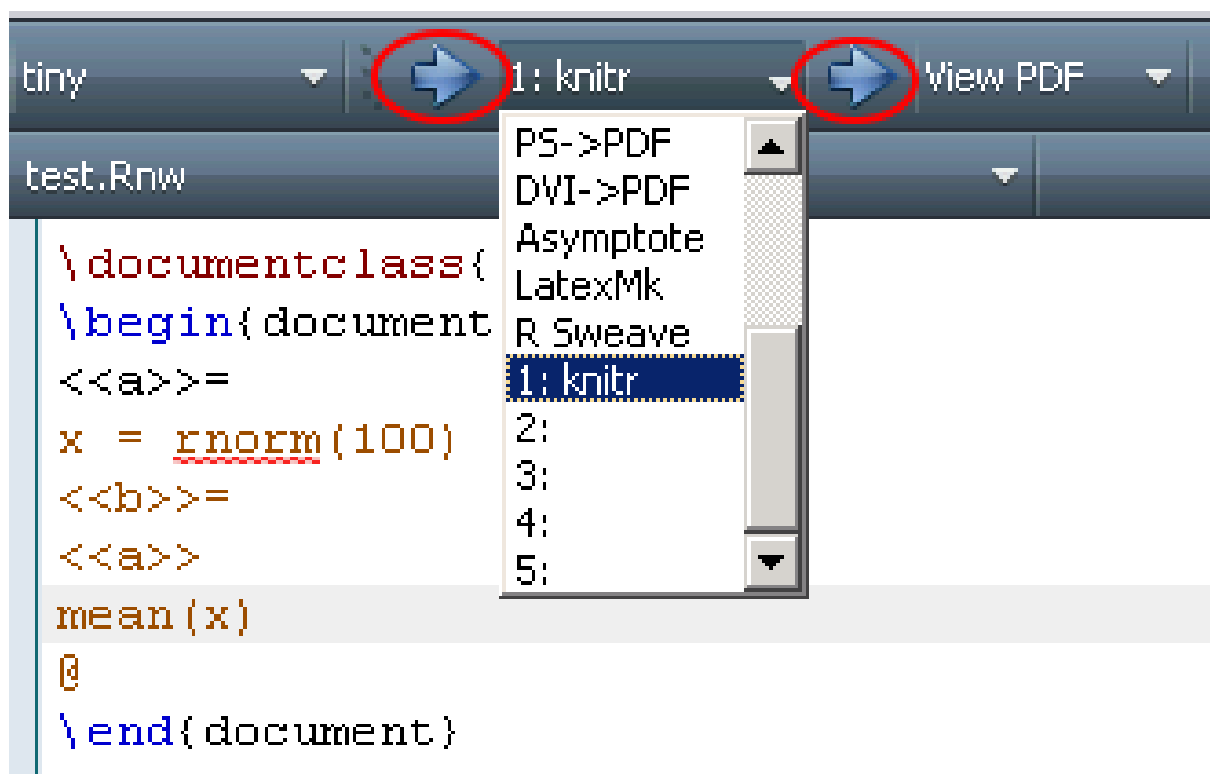 tiny 1: knitr View PDF
test.Rnw
PS->PDF
DVI->PDF
Asymptote
LatexMk
R Sweave
1: knitr
2:
3:
4:
5:
\documentclass{
\begin{document
<<a>>=
x = rnorm(100)
<<b>>=
<<a>>
mean(x)
@
\end{document}